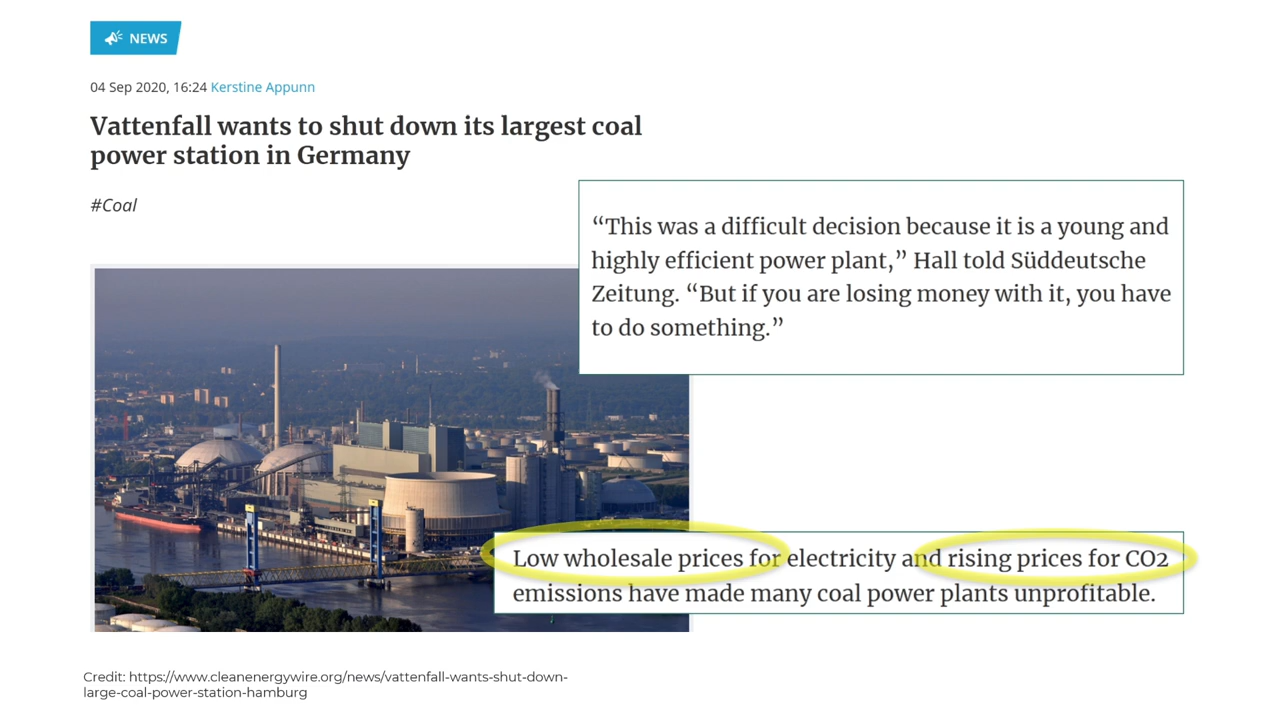 NEWS
04 Sep 2020, 16:24 Kerstine Appunn
Vattenfall wants to shut down its largest coal
power station in Germany
#Coal
“This was a difficult decision because it is a young and
highly efficient power plant,” Hall told Süddeutsche
Zeitung. “But if you are losing money with it, you have
to do something.”
Low wholesale prices for electricity and rising prices for CO2
emissions have made many coal power plants unprofitable.
Credit: https://www.cleanenergywire.org/news/vattenfall-wants-shut-down-
large-coal-power-station-hamburg